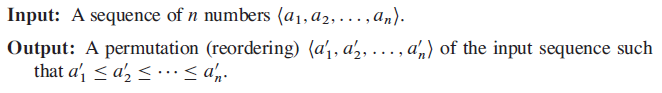 Input: A sequence of n numbers ⟨a₁, a₂, . . . , aₙ⟩.
Output: A permutation (reordering) ⟨a′₁, a′₂, . . . , a′ₙ⟩ of the input sequence such
that a′₁ ≤ a′₂ ≤ ··· ≤ a′ₙ.